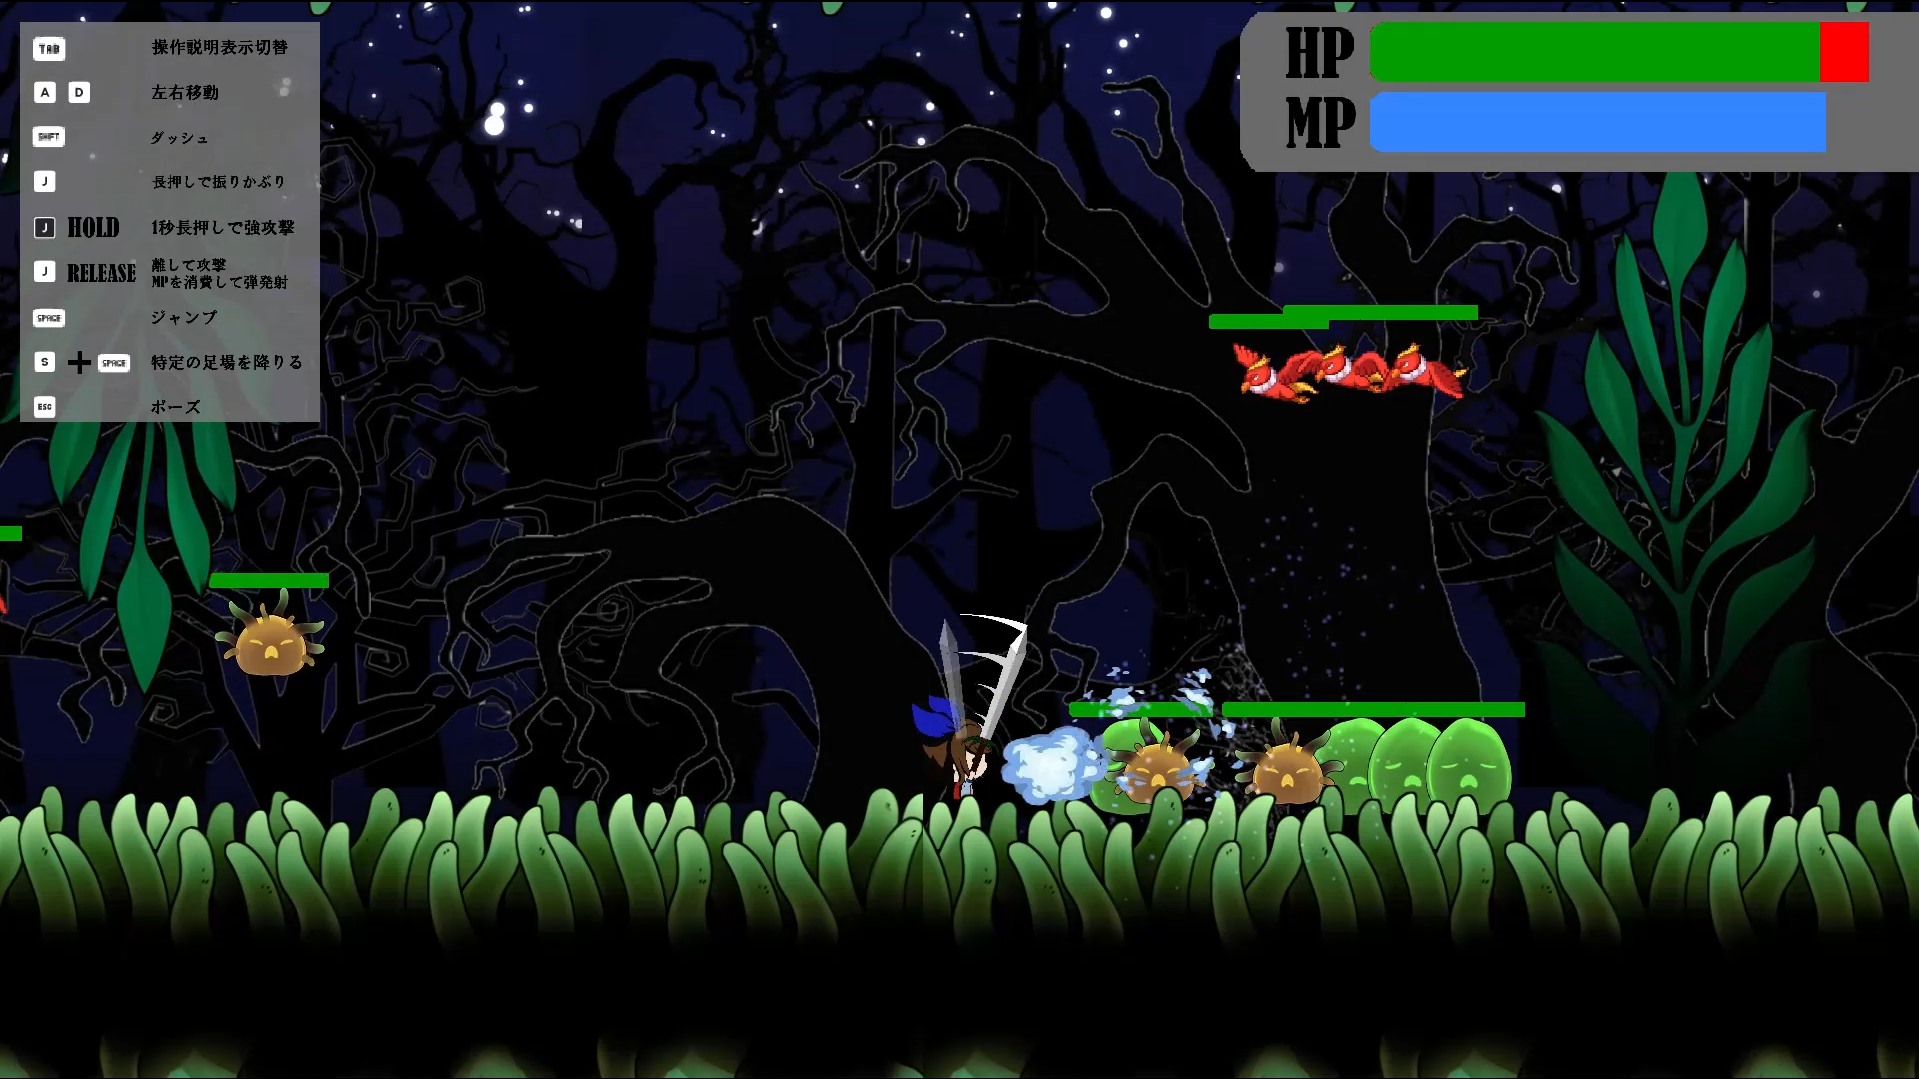 TAB 操作説明表示切替
A D 左右移動
SHIFT ダッシュ
J 長押しで振りかぶり
J HOLD 1秒長押しで強攻撃
J RELEASE 離して攻撃
MPを消費して弾発射
SPACE ジャンプ
S + SPACE 特定の足場を降りる
ESC ポーズ
HP
MP